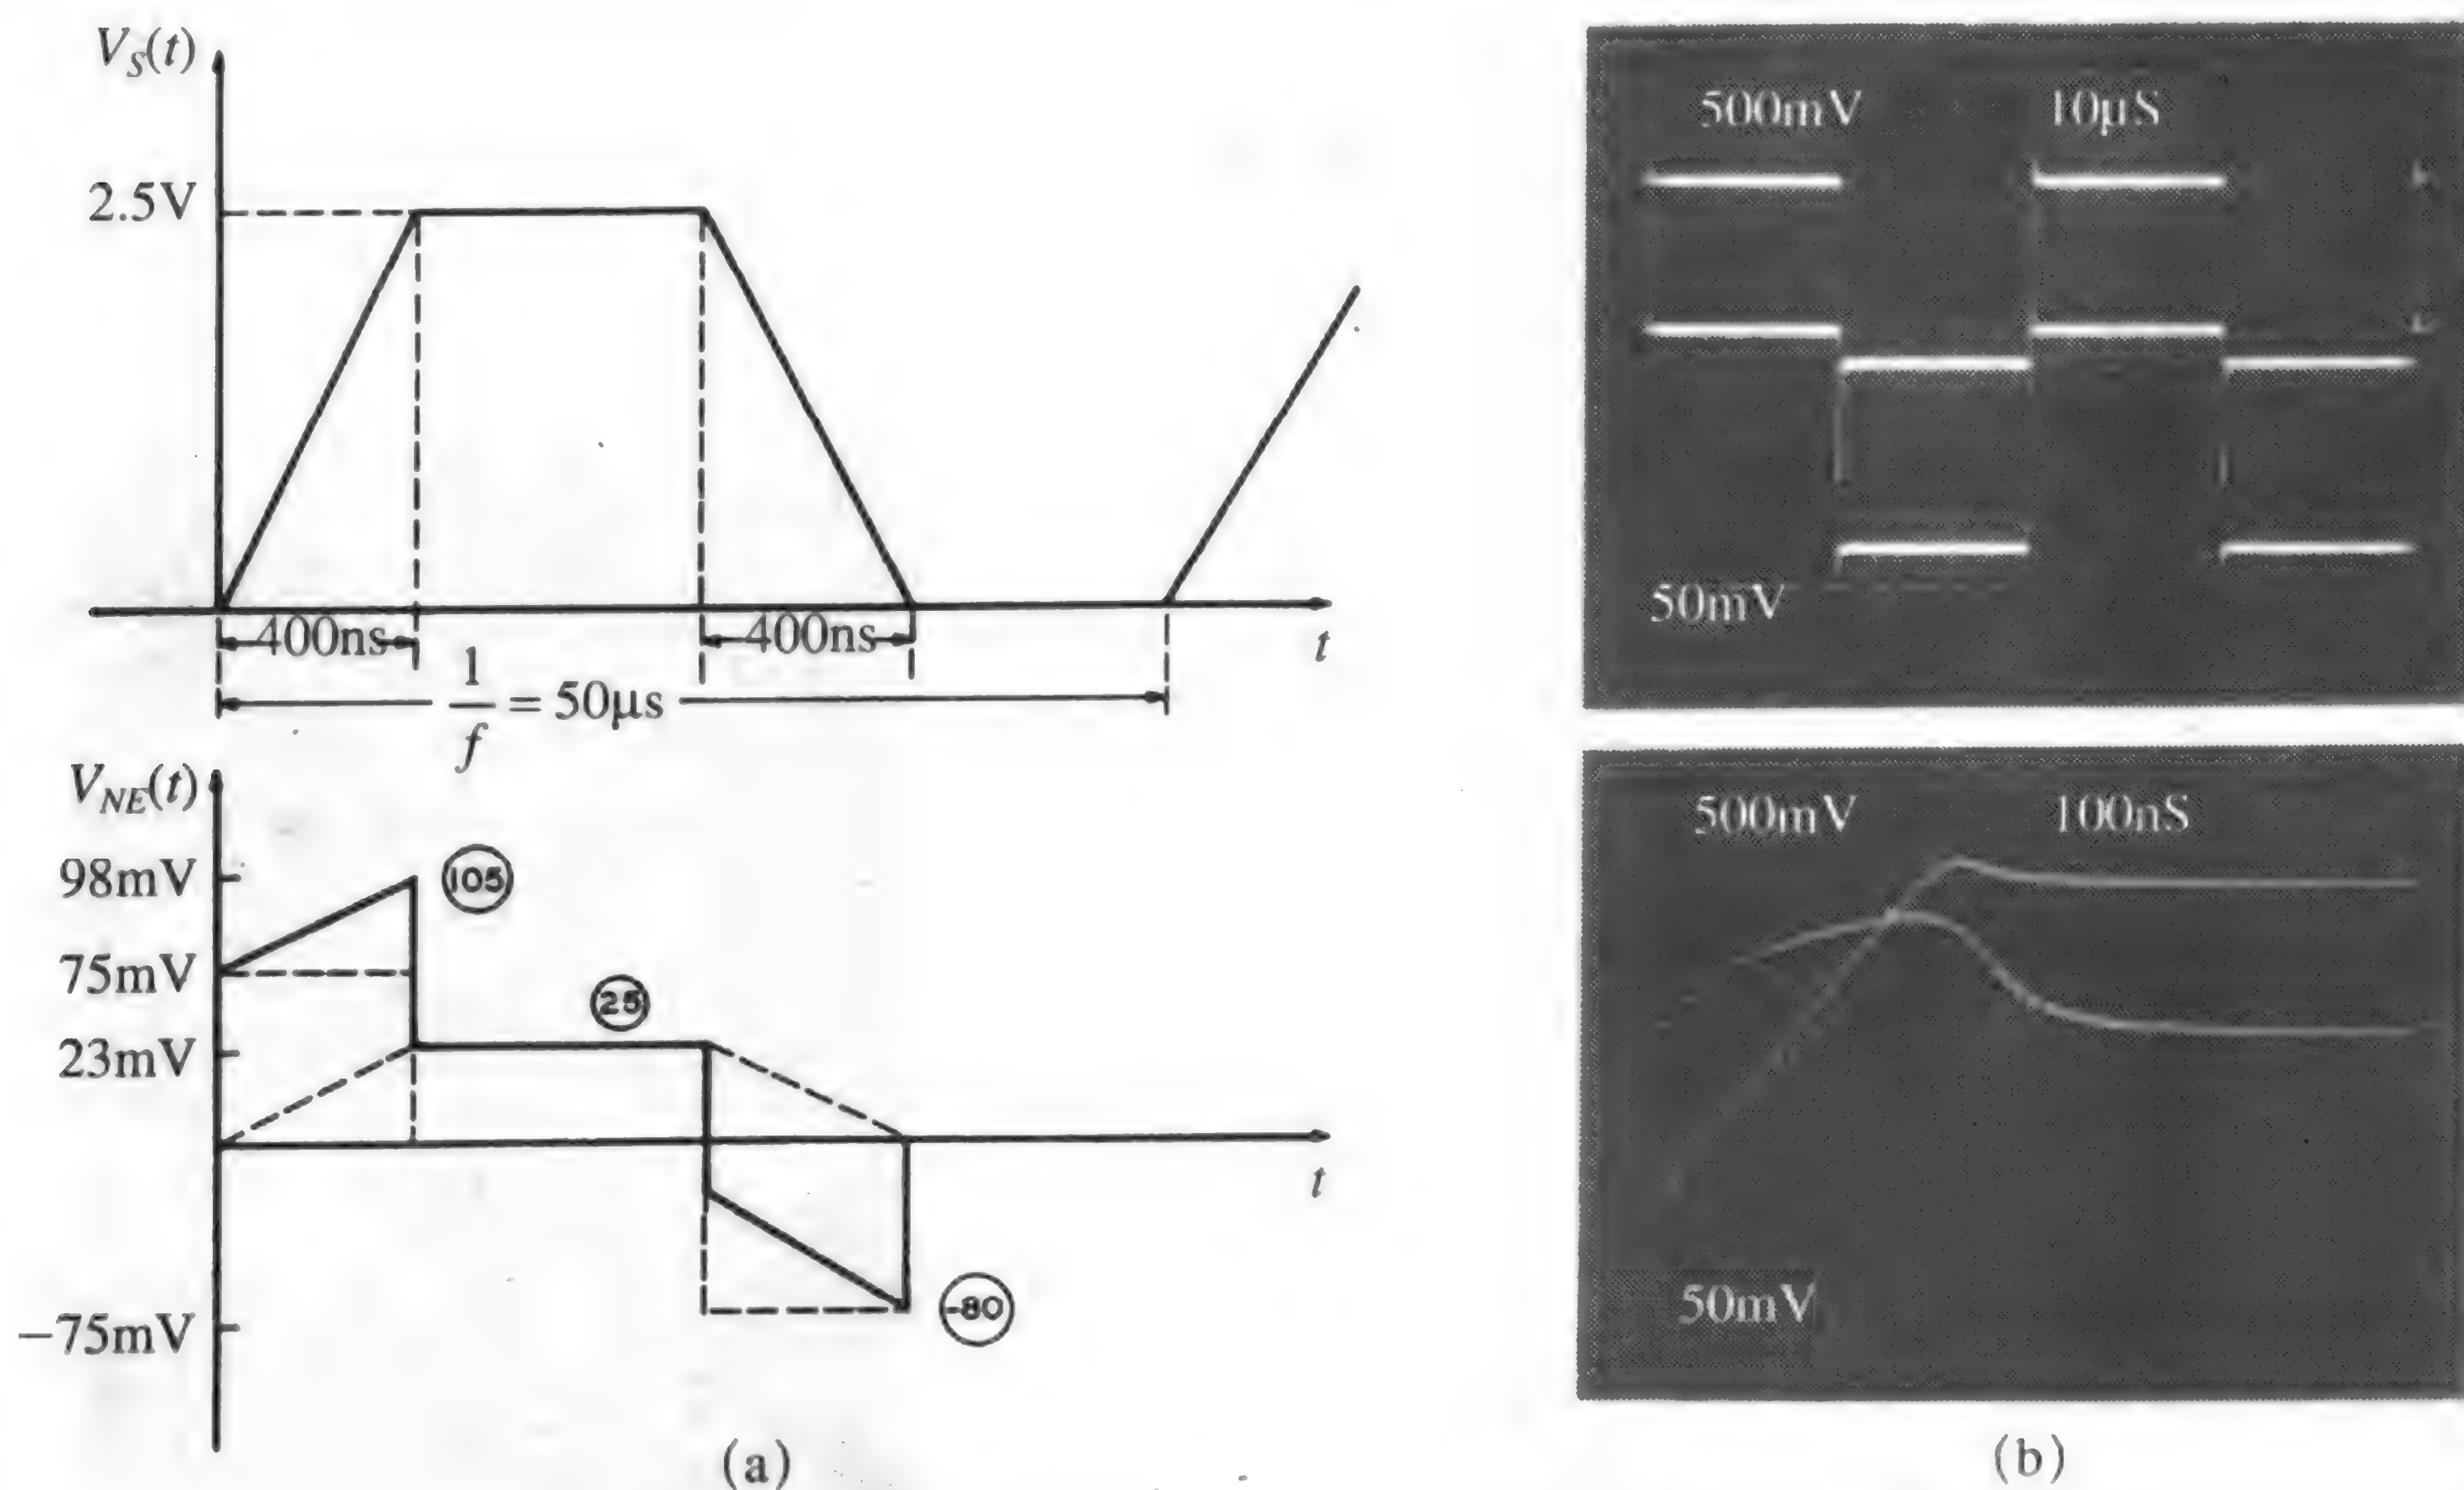 V_S(t)
2.5V
400ns
400ns
t
1/f = 50μs
V_NE(t)
98mV
105
75mV
25
23mV
t
−75mV
-80
(a)
500mV 10μS
50mV
500mV 100nS
50mV
(b)